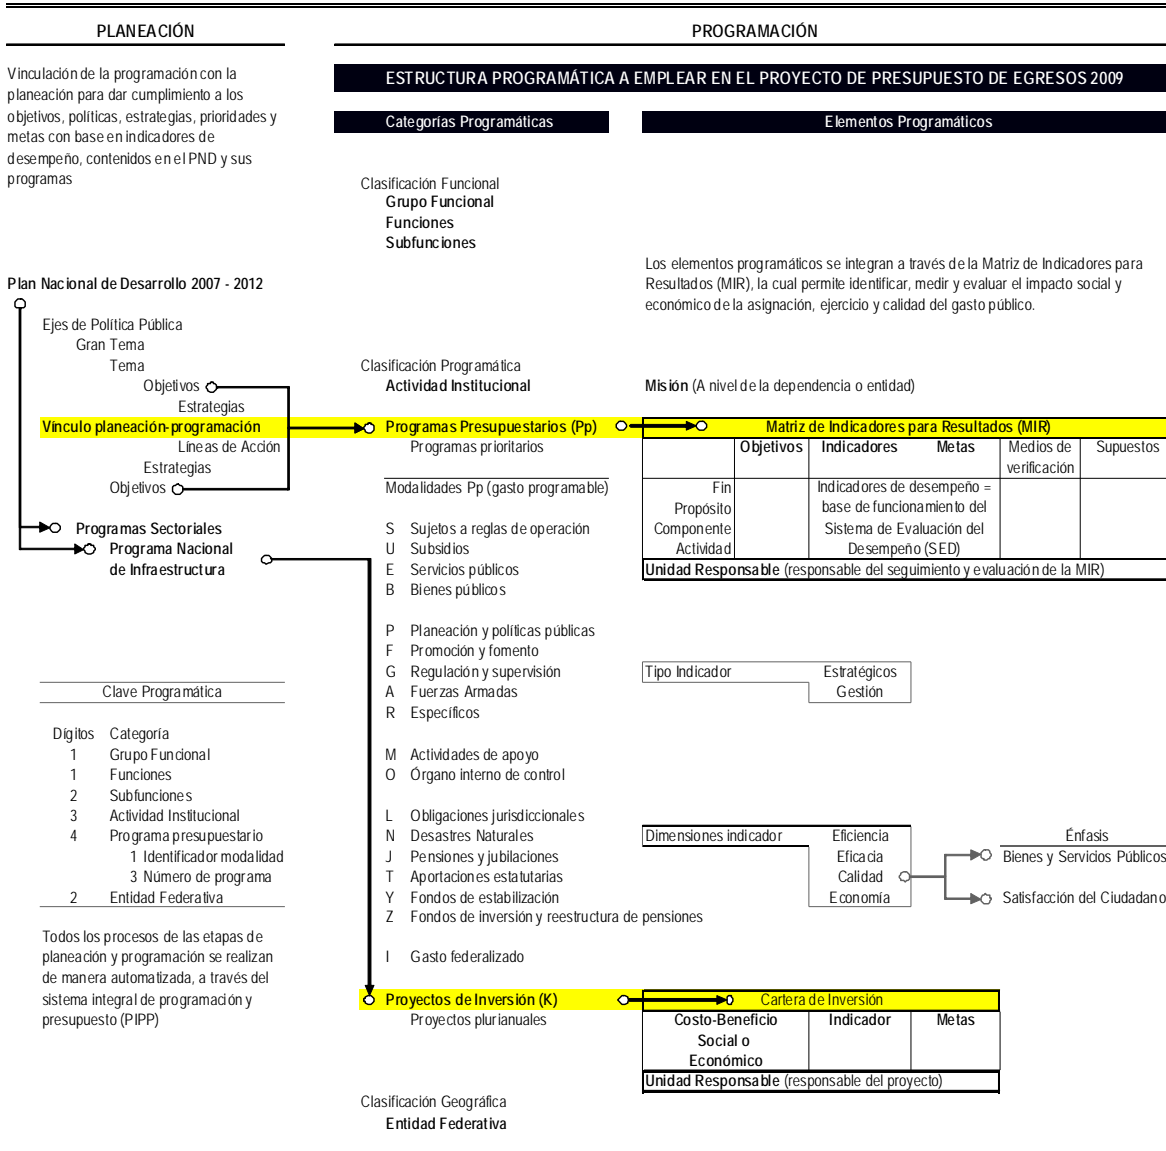 PLANEACIÓN
PROGRAMACIÓN
Vinculación de la programación con la
planeación para dar cumplimiento a los
objetivos, políticas, estrategias, prioridades y
metas con base en indicadores de
desempeño, contenidos en el PND y sus
programas
ESTRUCTURA PROGRAMÁTICA A EMPLEAR EN EL PROYECTO DE PRESUPUESTO DE EGRESOS 2009
Categorías Programáticas
Elementos Programáticos
Clasificación Funcional
Grupo Funcional
Funciones
Subfunciones
Los elementos programáticos se integran a través de la Matriz de Indicadores para
Resultados (MIR), la cual permite identificar, medir y evaluar el impacto social y
económico de la asignación, ejercicio y calidad del gasto público.
Plan Nacional de Desarrollo 2007 - 2012
Ejes de Política Pública
Gran Tema
Tema
Objetivos
Estrategias
Vínculo planeación-programación
Líneas de Acción
Estrategias
Objetivos
Programas Sectoriales
Programa Nacional
de Infraestructura
Clasificación Programática
Actividad Institucional
Misión (A nivel de la dependencia o entidad)
Programas Presupuestarios (Pp)
Programas prioritarios
Matriz de Indicadores para Resultados (MIR)
Objetivos Indicadores Metas Medios de verificación Supuestos
Fin
Propósito
Componente
Actividad
Indicadores de desempeño =
base de funcionamiento del
Sistema de Evaluación del
Desempeño (SED)
Unidad Responsable (responsable del seguimiento y evaluación de la MIR)
Modalidades Pp (gasto programable)
S Sujetos a reglas de operación
U Subsidios
E Servicios públicos
B Bienes públicos
P Planeación y políticas públicas
F Promoción y fomento
G Regulación y supervisión
A Fuerzas Armadas
R Específicos
M Actividades de apoyo
O Órgano interno de control
L Obligaciones jurisdiccionales
N Desastres Naturales
J Pensiones y jubilaciones
T Aportaciones estatutarias
Y Fondos de estabilización
Z Fondos de inversión y reestructura de pensiones
I Gasto federalizado
Tipo Indicador
Estratégicos
Gestión
Dimensiones indicador
Eficiencia
Eficacia
Calidad
Economía
Énfasis
Bienes y Servicios Públicos
Satisfacción del Ciudadano
Clave Programática
Dígitos Categoría
1 Grupo Funcional
1 Funciones
2 Subfunciones
3 Actividad Institucional
4 Programa presupuestario
1 Identificador modalidad
3 Número de programa
2 Entidad Federativa
Todos los procesos de las etapas de
planeación y programación se realizan
de manera automatizada, a través del
sistema integral de programación y
presupuesto (PIPP)
Proyectos de Inversión (K)
Proyectos plurianuales
Cartera de Inversión
Costo-Beneficio
Social o
Económico
Indicador
Metas
Unidad Responsable (responsable del proyecto)
Clasificación Geográfica
Entidad Federativa